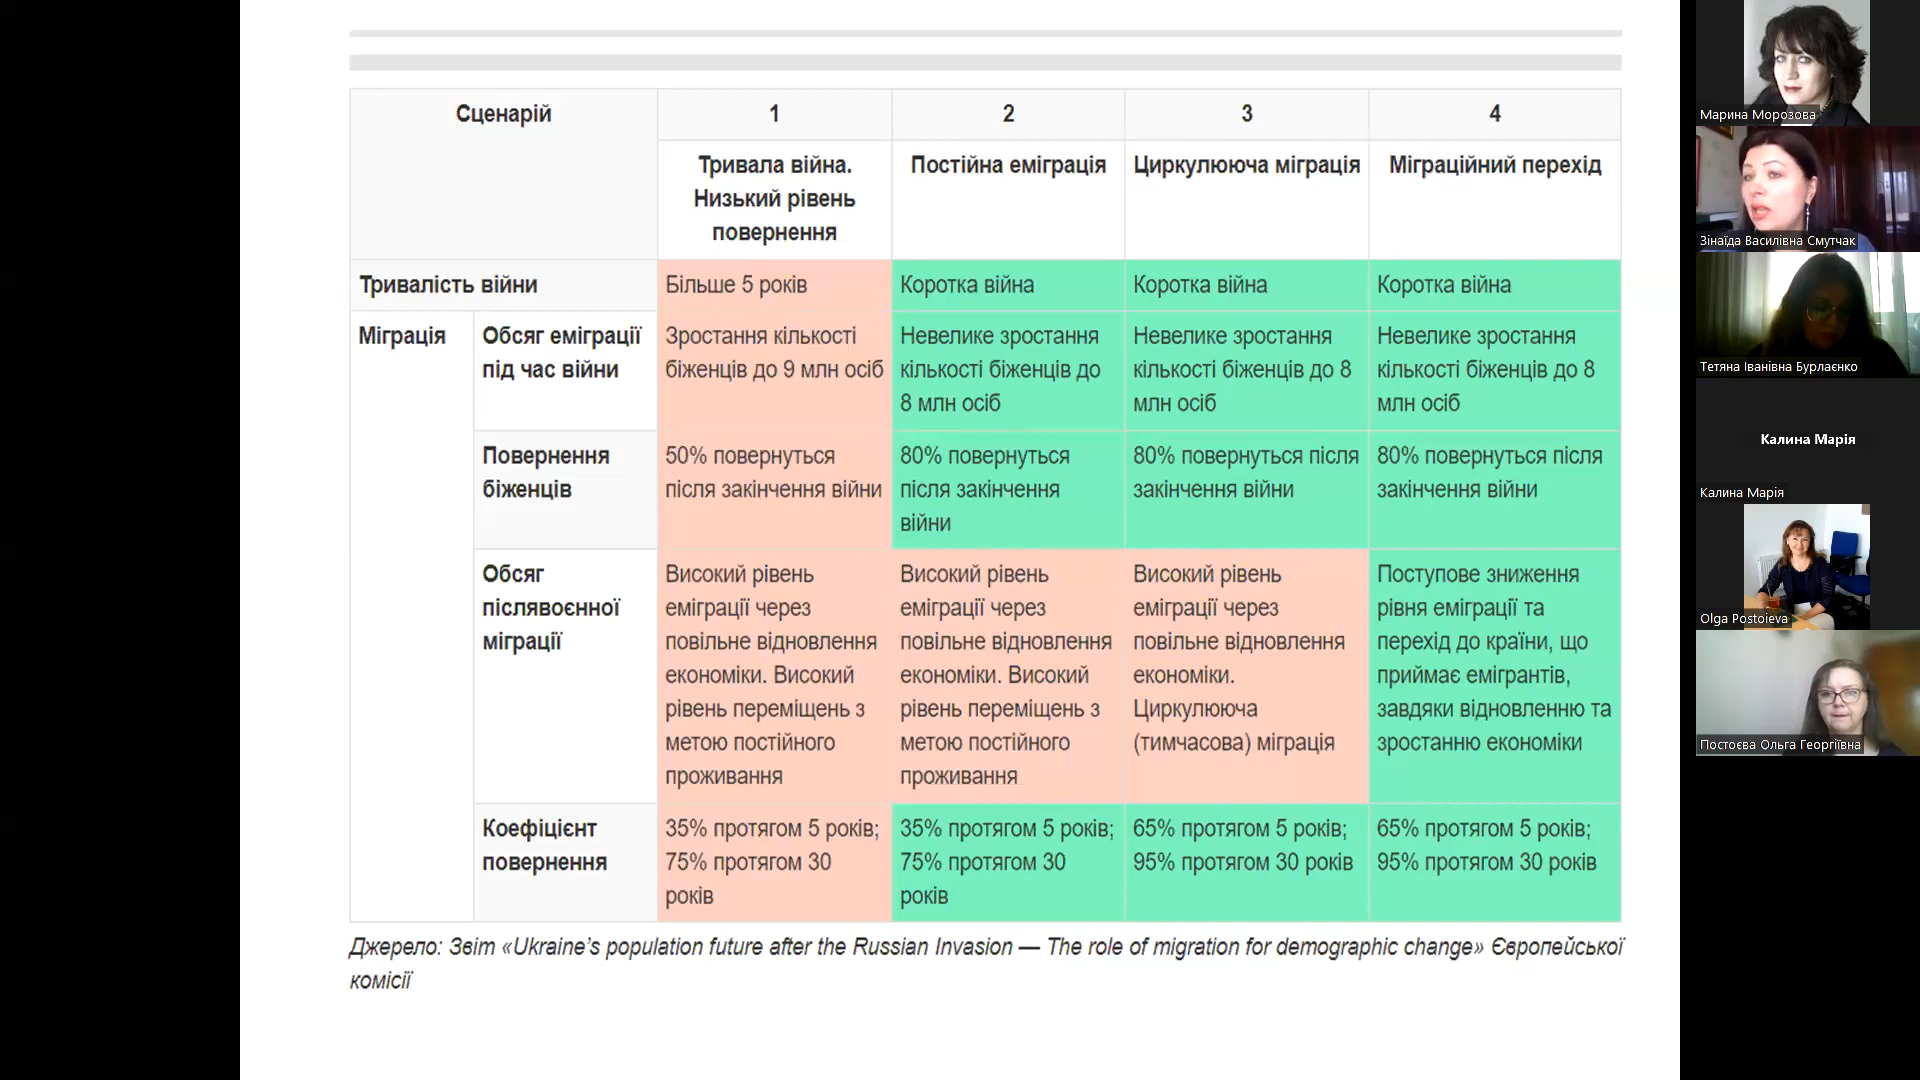 Сценарій
1
2
3
4
Тривала війна.
Низький рівень
повернення
Постійна еміграція
Циркулююча міграція
Міграційний перехід
Тривалість війни
Більше 5 років
Коротка війна
Коротка війна
Коротка війна
Міграція
Обсяг еміграції
під час війни
Зростання кількості
біженців до 9 млн осіб
Невелике зростання
кількості біженців до
8 млн осіб
Невелике зростання
кількості біженців до 8
млн осіб
Невелике зростання
кількості біженців до 8
млн осіб
Повернення
біженців
50% повернуться
після закінчення війни
80% повернуться
після закінчення
війни
80% повернуться після
закінчення війни
80% повернуться після
закінчення війни
Обсяг
післявоєнної
міграції
Високий рівень
еміграції через
повільне відновлення
економіки. Високий
рівень переміщень з
метою постійного
проживання
Високий рівень
еміграції через
повільне відновлення
економіки. Високий
рівень переміщень з
метою постійного
проживання
Високий рівень
еміграції через
повільне відновлення
економіки.
Циркулююча
(тимчасова) міграція
Поступове зниження
рівня еміграції та
перехід до країни, що
приймає емігрантів,
завдяки відновленню та
зростанню економіки
Коефіцієнт
повернення
35% протягом 5 років;
75% протягом 30
років
35% протягом 5 років;
75% протягом 30
років
65% протягом 5 років;
95% протягом 30 років
65% протягом 5 років;
95% протягом 30 років
Джерело: Звіт «Ukraine’s population future after the Russian Invasion — The role of migration for demographic change» Європейської
комісії
Марина Морозова
Зінаїда Василівна Смутчак
Тетяна Іванівна Бурлаєнко
Калина Марія
Калина Марія
Olga Postoieva
Постоєва Ольга Георгіївна